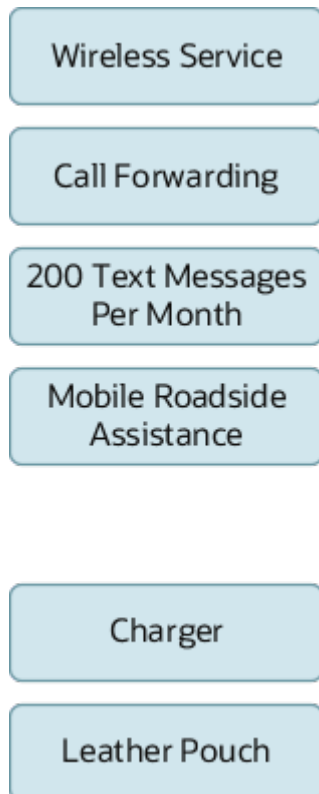 Wireless Service
Call Forwarding
200 Text Messages
Per Month
Mobile Roadside
Assistance
Charger
Leather Pouch